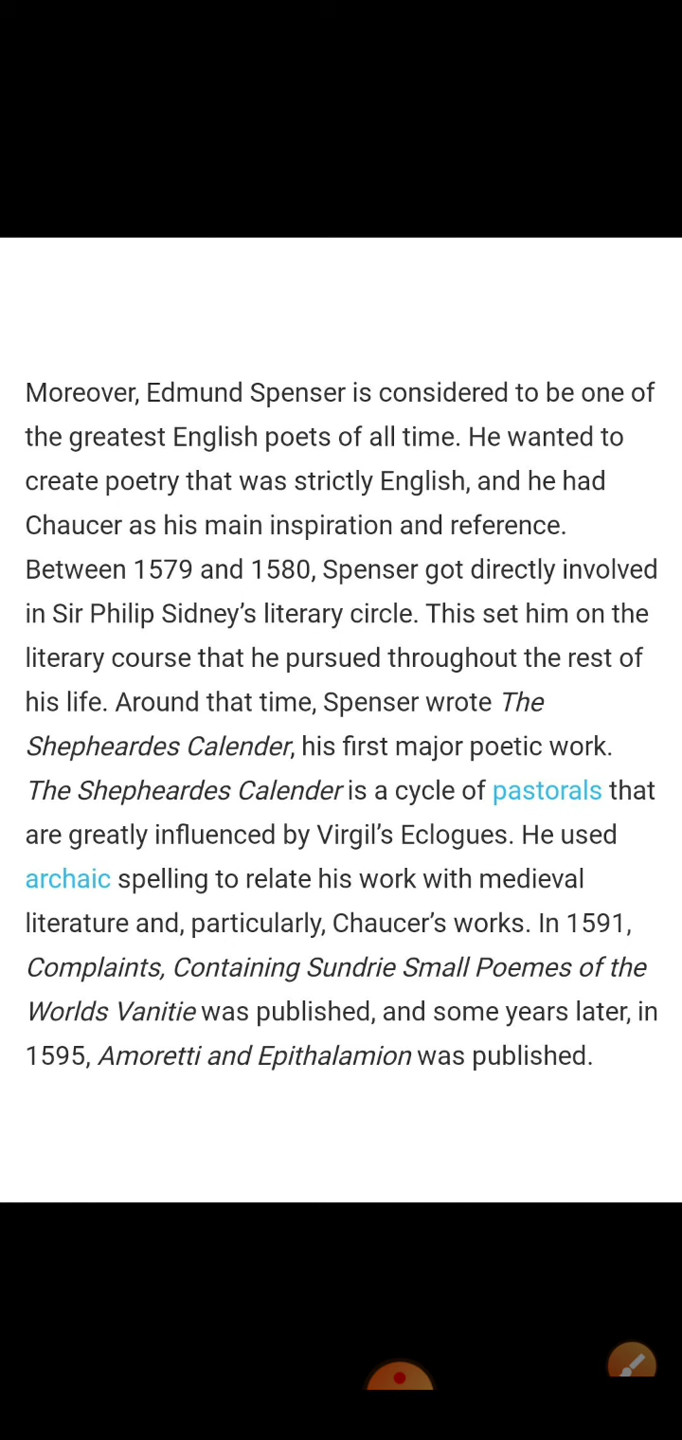 Moreover, Edmund Spenser is considered to be one of
the greatest English poets of all time. He wanted to
create poetry that was strictly English, and he had
Chaucer as his main inspiration and reference.
Between 1579 and 1580, Spenser got directly involved
in Sir Philip Sidney’s literary circle. This set him on the
literary course that he pursued throughout the rest of
his life. Around that time, Spenser wrote The
Shepheardes Calender, his first major poetic work.
The Shepheardes Calender is a cycle of pastorals that
are greatly influenced by Virgil’s Eclogues. He used
archaic spelling to relate his work with medieval
literature and, particularly, Chaucer’s works. In 1591,
Complaints, Containing Sundrie Small Poemes of the
Worlds Vanitie was published, and some years later, in
1595, Amoretti and Epithalamion was published.